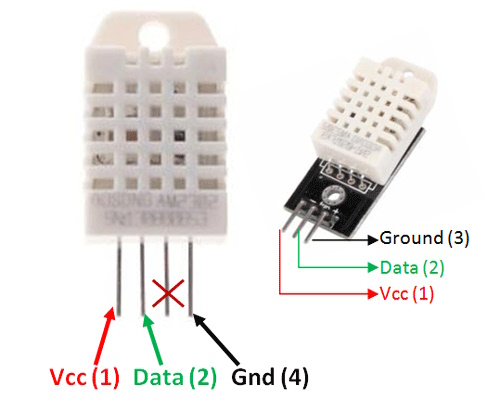 AOSONG AM2302
Ground (3)
Data (2)
Vcc (1)
Vcc (1) Data (2) Gnd (4)